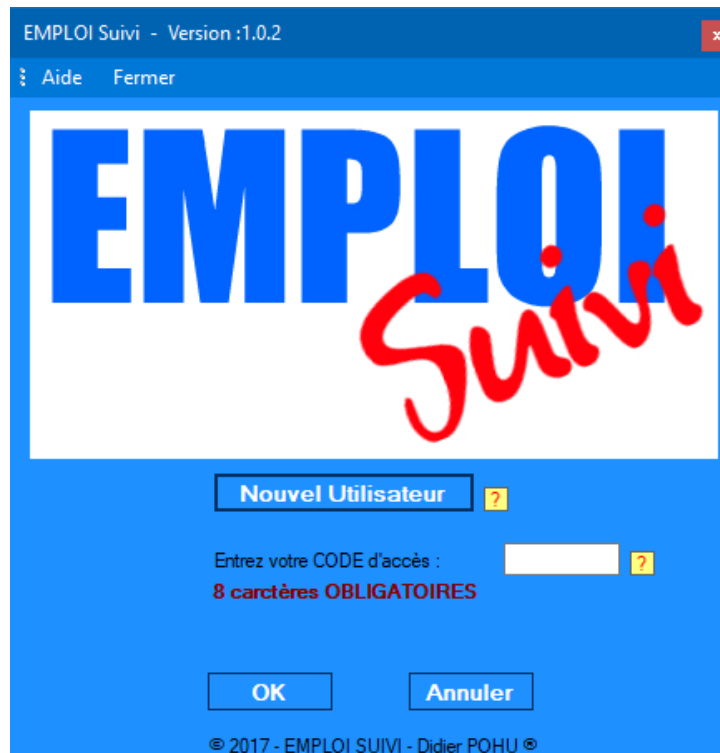 EMPLOI Suivi - Version :1.0.2
x
Aide Fermer
EMPLOI
Suivi
Nouvel Utilisateur ?
Entrez votre CODE d'accès : ?
8 carctères OBLIGATOIRES
OK Annuler
© 2017 - EMPLOI SUIVI - Didier POHU ®